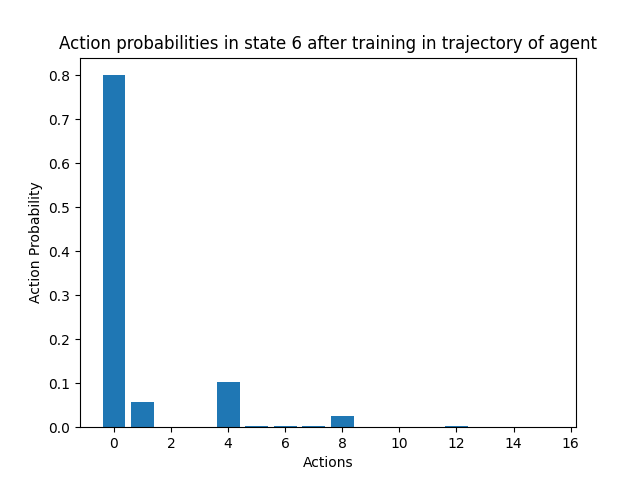 Action probabilities in state 6 after training in trajectory of agent
0.8
0.7
0.6
0.5
0.4
0.3
0.2
0.1
0.0
Action Probability
0 2 4 6 8 10 12 14 16
Actions